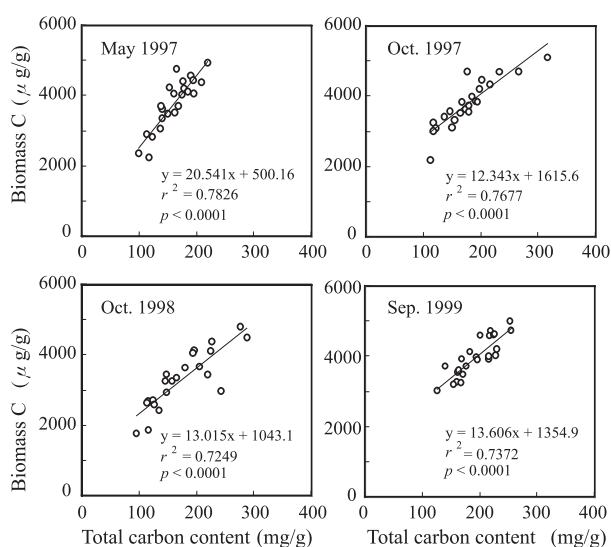 May 1997
Oct. 1997
Biomass C (μ g/g)
6000
4000
2000
0
y = 20.541x + 500.16
r 2 = 0.7826
p < 0.0001
0 100 200 300 400
6000
4000
2000
0
y = 12.343x + 1615.6
r 2 = 0.7677
p < 0.0001
0 100 200 300 400
Oct. 1998
Sep. 1999
Biomass C (μ g/g)
6000
4000
2000
0
y = 13.015x + 1043.1
r 2 = 0.7249
p < 0.0001
0 100 200 300 400
Total carbon content (mg/g)
6000
4000
2000
0
y = 13.606x + 1354.9
r 2 = 0.7372
p < 0.0001
0 100 200 300 400
Total carbon content (mg/g)